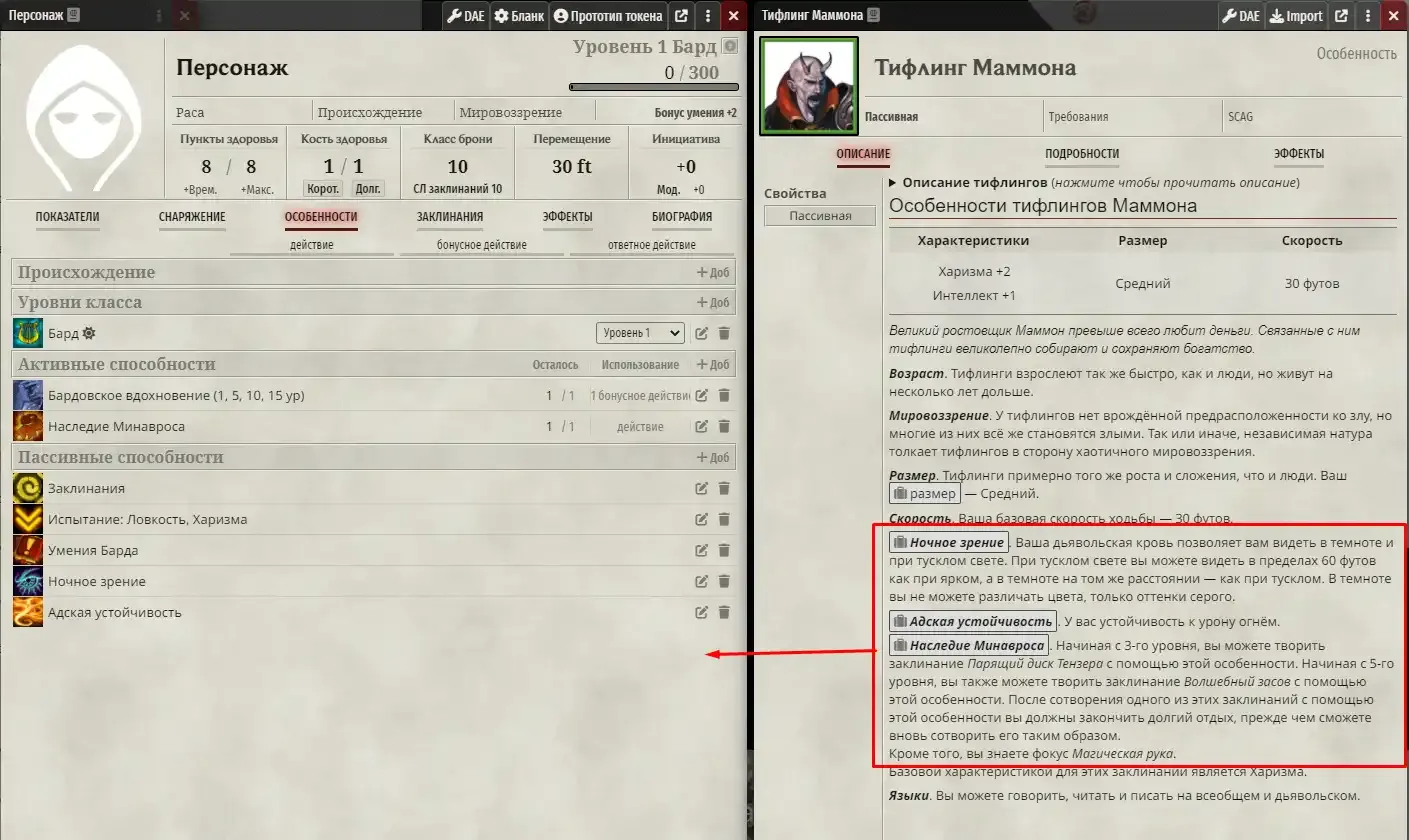 Персонаж
DAE
Бланк
Прототип токена
Персонаж
Уровень 1 Бард
0 / 300
Раса
Происхождение
Мировоззрение
Бонус умения +2
Пункты здоровья
Кость здоровья
Класс брони
Перемещение
Инициатива
8 / 8
1 / 1
10
30 ft
+0
+Врем.
+Макс.
Корот.
Долг.
СЛ заклинаний 10
Мод. +0
ПОКАЗАТЕЛИ
СНАРЯЖЕНИЕ
ОСОБЕННОСТИ
ЗАКЛИНАНИЯ
ЭФФЕКТЫ
БИОГРАФИЯ
действие
бонусное действие
ответное действие
Происхождение
+ Доб
Уровни класса
+ Доб
Бард
Уровень 1
Активные способности
Осталось
Использование
+ Доб
Бардовское вдохновение (1, 5, 10, 15 ур)
1 / 1
1 бонусное действи
Наследие Минавроса
1 / 1
действие
Пассивные способности
+ Доб
Заклинания
Испытание: Ловкость, Харизма
Умения Барда
Ночное зрение
Адская устойчивость
Тифлинг Маммона
DAE
Import
Тифлинг Маммона
Особенность
Пассивная
Требования
SCAG
ОПИСАНИЕ
ПОДРОБНОСТИ
ЭФФЕКТЫ
Свойства
Пассивная
Описание тифлингов (нажмите чтобы прочитать описание)
Особенности тифлингов Маммона
Характеристики
Размер
Скорость
Харизма +2
Интеллект +1
Средний
30 футов
Великий ростовщик Маммон превыше всего любит деньги. Связанные с ним
тифлинги великолепно собирают и сохраняют богатство.
Возраст. Тифлинги взрослеют так же быстро, как и люди, но живут на
несколько лет дольше.
Мировоззрение. У тифлингов нет врождённой предрасположенности ко злу, но
многие из них всё же становятся злыми. Так или иначе, независимая натура
толкает тифлингов в сторону хаотичного мировоззрения.
Размер. Тифлинги примерно того же роста и сложения, что и люди. Ваш
размер — Средний.
Скорость. Ваша базовая скорость ходьбы — 30 футов.
Ночное зрение. Ваша дьявольская кровь позволяет вам видеть в темноте и
при тусклом свете. При тусклом свете вы можете видеть в пределах 60 футов
как при ярком, а в темноте на том же расстоянии — как при тусклом. В темноте
вы не можете различать цвета, только оттенки серого.
Адская устойчивость. У вас устойчивость к урону огнём.
Наследие Минавроса. Начиная с 3-го уровня, вы можете творить
заклинание Парящий диск Тензера с помощью этой особенности. Начиная с 5-го
уровня, вы также можете творить заклинание Волшебный засов с помощью
этой особенности. После сотворения одного из этих заклинаний с помощью
этой особенности вы должны закончить долгий отдых, прежде чем сможете
вновь сотворить его таким образом.
Кроме того, вы знаете фокус Магическая рука.
Базовой характеристикой для этих заклинаний является Харизма.
Языки. Вы можете говорить, читать и писать на всеобщем и дьявольском.